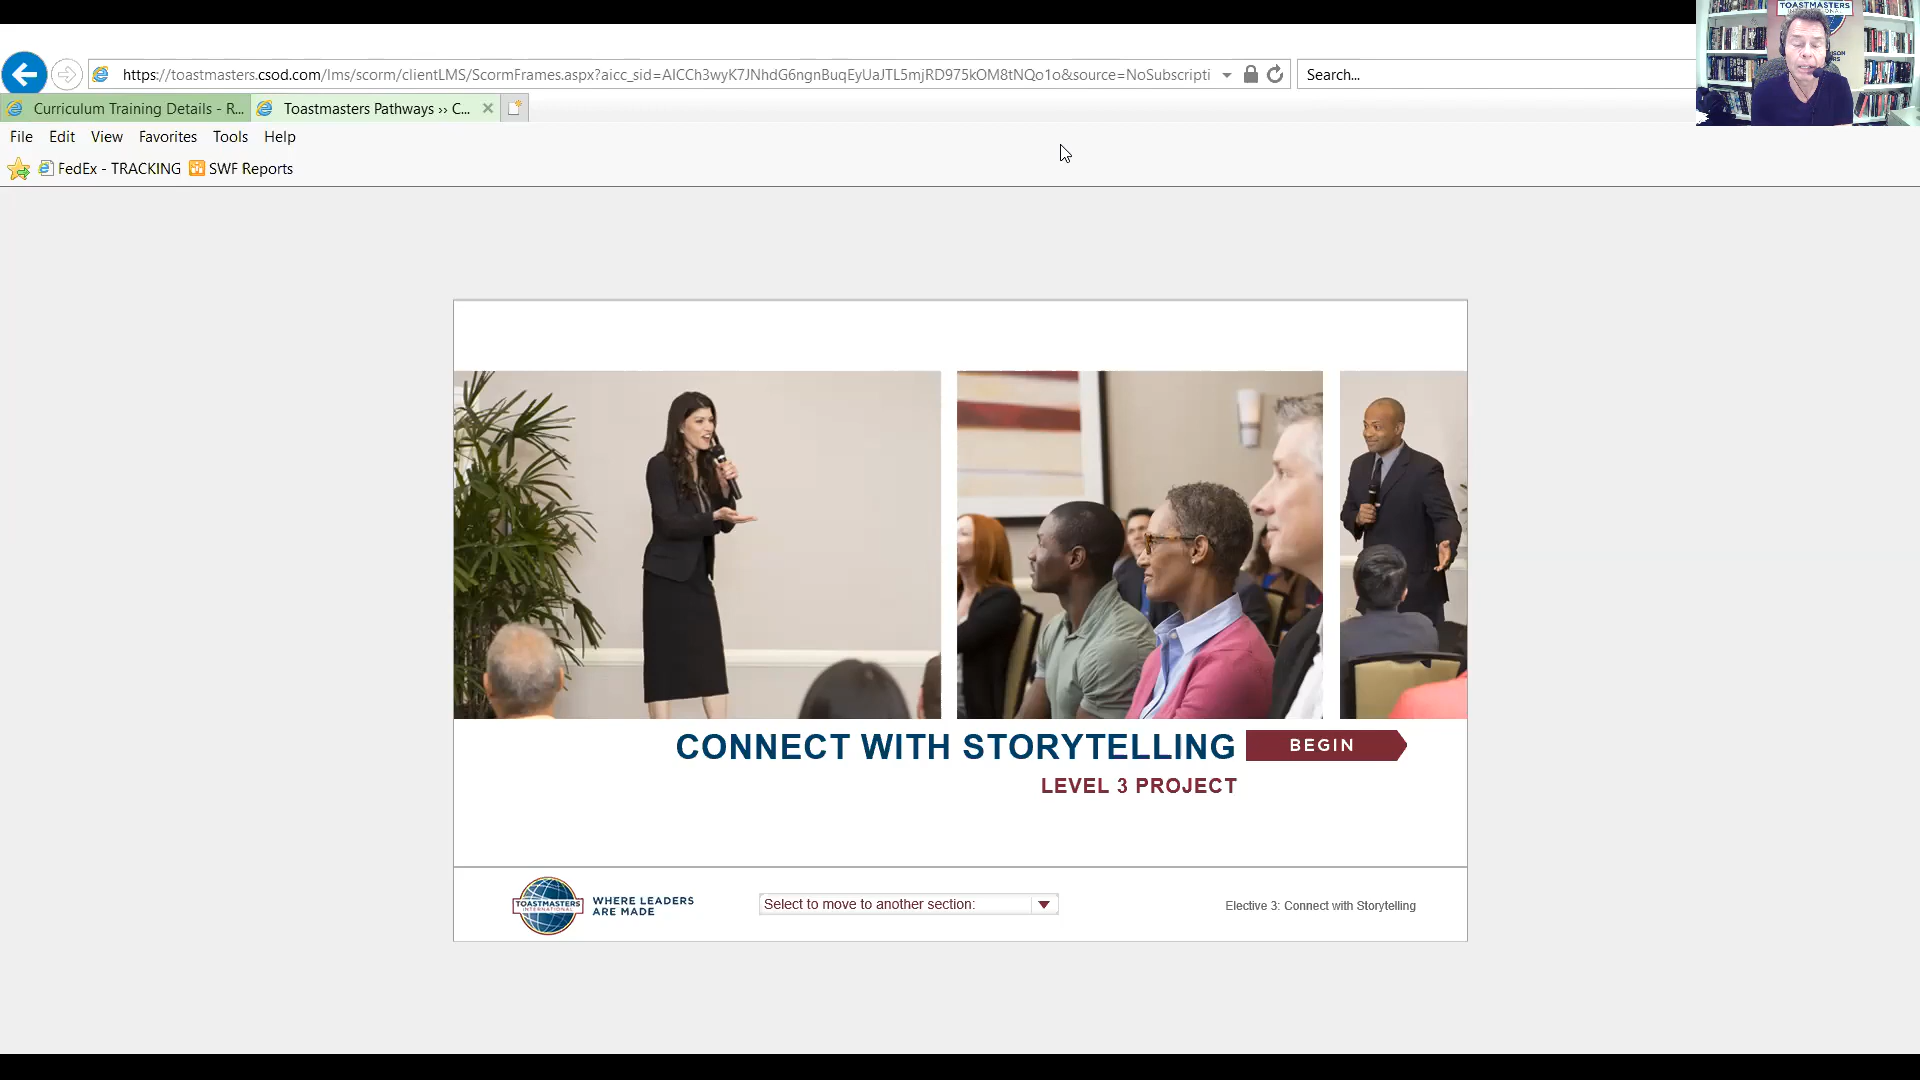 https://toastmasters.csod.com/lms/scorm/clientLMS/ScormFrames.aspx?aicc_sid=AICCh3wyK7JNhdG6ngnBuqEyUaJTL5mjRD975kOM8tNQo1o&source=NoSubscripti
Search...
Curriculum Training Details - R...
Toastmasters Pathways ›› C...
File Edit View Favorites Tools Help
FedEx - TRACKING SWF Reports
TOASTMASTERS
CONNECT WITH STORYTELLING
BEGIN
LEVEL 3 PROJECT
TOASTMASTERS
INTERNATIONAL
WHERE LEADERS
ARE MADE
Select to move to another section:
Elective 3: Connect with Storytelling